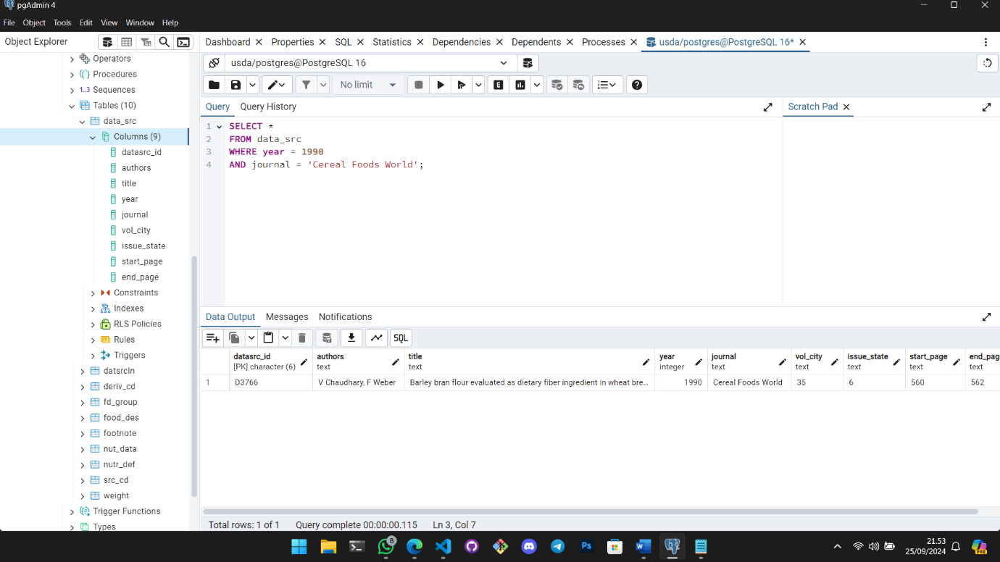 pgAdmin 4
File Object Tools Edit View Window Help
Object Explorer
Dashboard Properties SQL Statistics Dependencies Dependents Processes usda/postgres@PostgreSQL 16*
Operators
Procedures
1..3 Sequences
Tables (10)
data_src
Columns (9)
datasrc_id
authors
title
year
journal
vol_city
issue_state
start_page
end_page
Constraints
Indexes
RLS Policies
Rules
Triggers
datsrcln
deriv_cd
fd_group
food_des
footnote
nut_data
nutr_def
src_cd
weight
Trigger Functions
Types
usda/postgres@PostgreSQL 16
No limit
E
Query Query History
Scratch Pad
1 SELECT *
2 FROM data_src
3 WHERE year = 1990
4 AND journal = 'Cereal Foods World';
Data Output Messages Notifications
SQL
datasrc_id authors title year journal vol_city issue_state start_page end_pag
[PK] character (6) text text integer text text text text text
1 D3766 V Chaudhary, F Weber Barley bran flour evaluated as dietary fiber ingredient in wheat bre... 1990 Cereal Foods World 35 6 560 562
Total rows: 1 of 1 Query complete 00:00:00.115 Ln 3, Col 7
8
Ps
W
21.53
25/09/2024
PRE